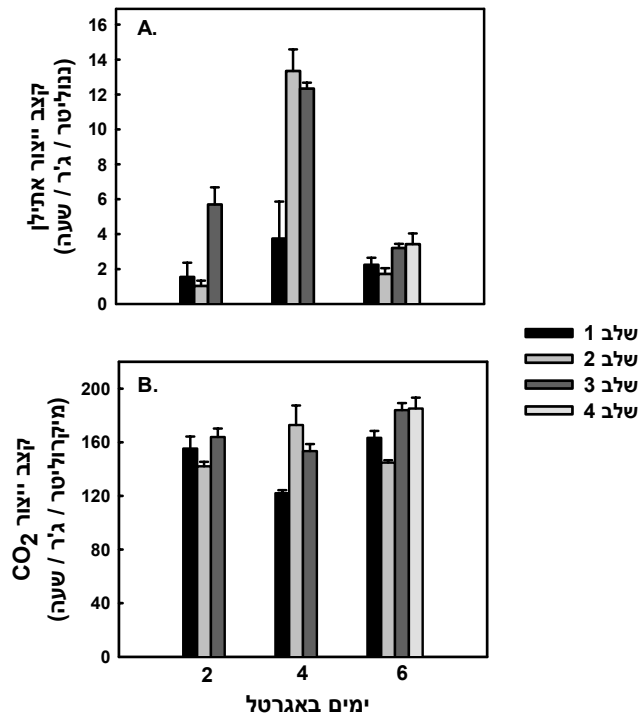 A.
16
14
12
10
8
6
4
2
0
קצב ייצור אתילן
(ננוליטר / ג'ר / שעה)
שלב 1
שלב 2
שלב 3
שלב 4
B.
200
160
120
80
40
0
קצב ייצור CO2
(מיקרוליטר / ג'ר / שעה)
2 4 6
ימים באגרטל